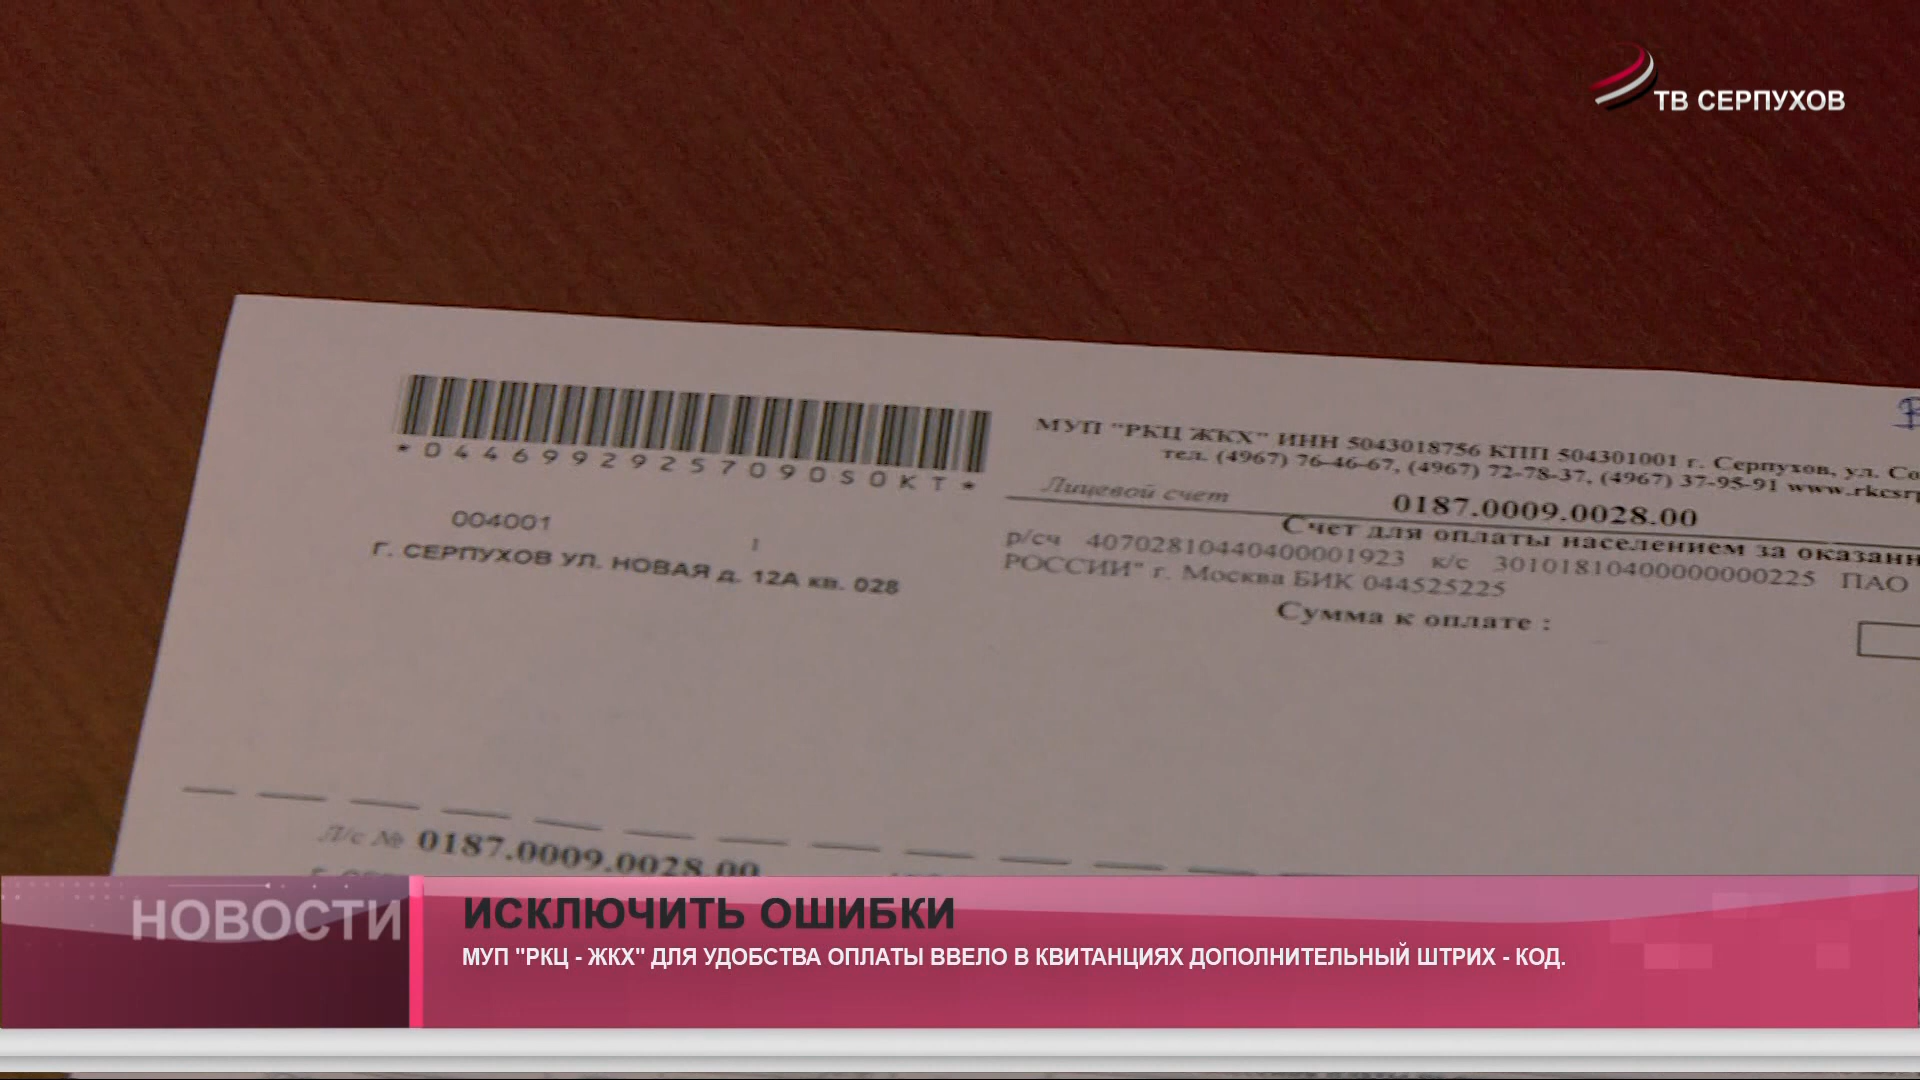 ТВ СЕРПУХОВ
*04469929257090S0KT*
004001
1
Г. СЕРПУХОВ УЛ. НОВАЯ д. 12А кв. 028
МУП "РКЦ ЖКХ" ИНН 5043018756 КПП 504301001 г. Серпухов, ул.
тел. (4967) 76-46-67, (4967) 72-78-37, (4967) 37-95-91
Лицевой счет 0187.0009.0028.00
Счет для оплаты населением за
р/сч 40702810440400001923 к/с 30101810400000000225 ПАО
РОССИИ" г. Москва БИК 044525225
Сумма к оплате :
Л/с № 0187.0009.0028.00
НОВОСТИ
ИСКЛЮЧИТЬ ОШИБКИ
МУП "РКЦ - ЖКХ" ДЛЯ УДОБСТВА ОПЛАТЫ ВВЕЛО В КВИТАНЦИЯХ ДОПОЛНИТЕЛЬНЫЙ ШТРИХ - КОД.